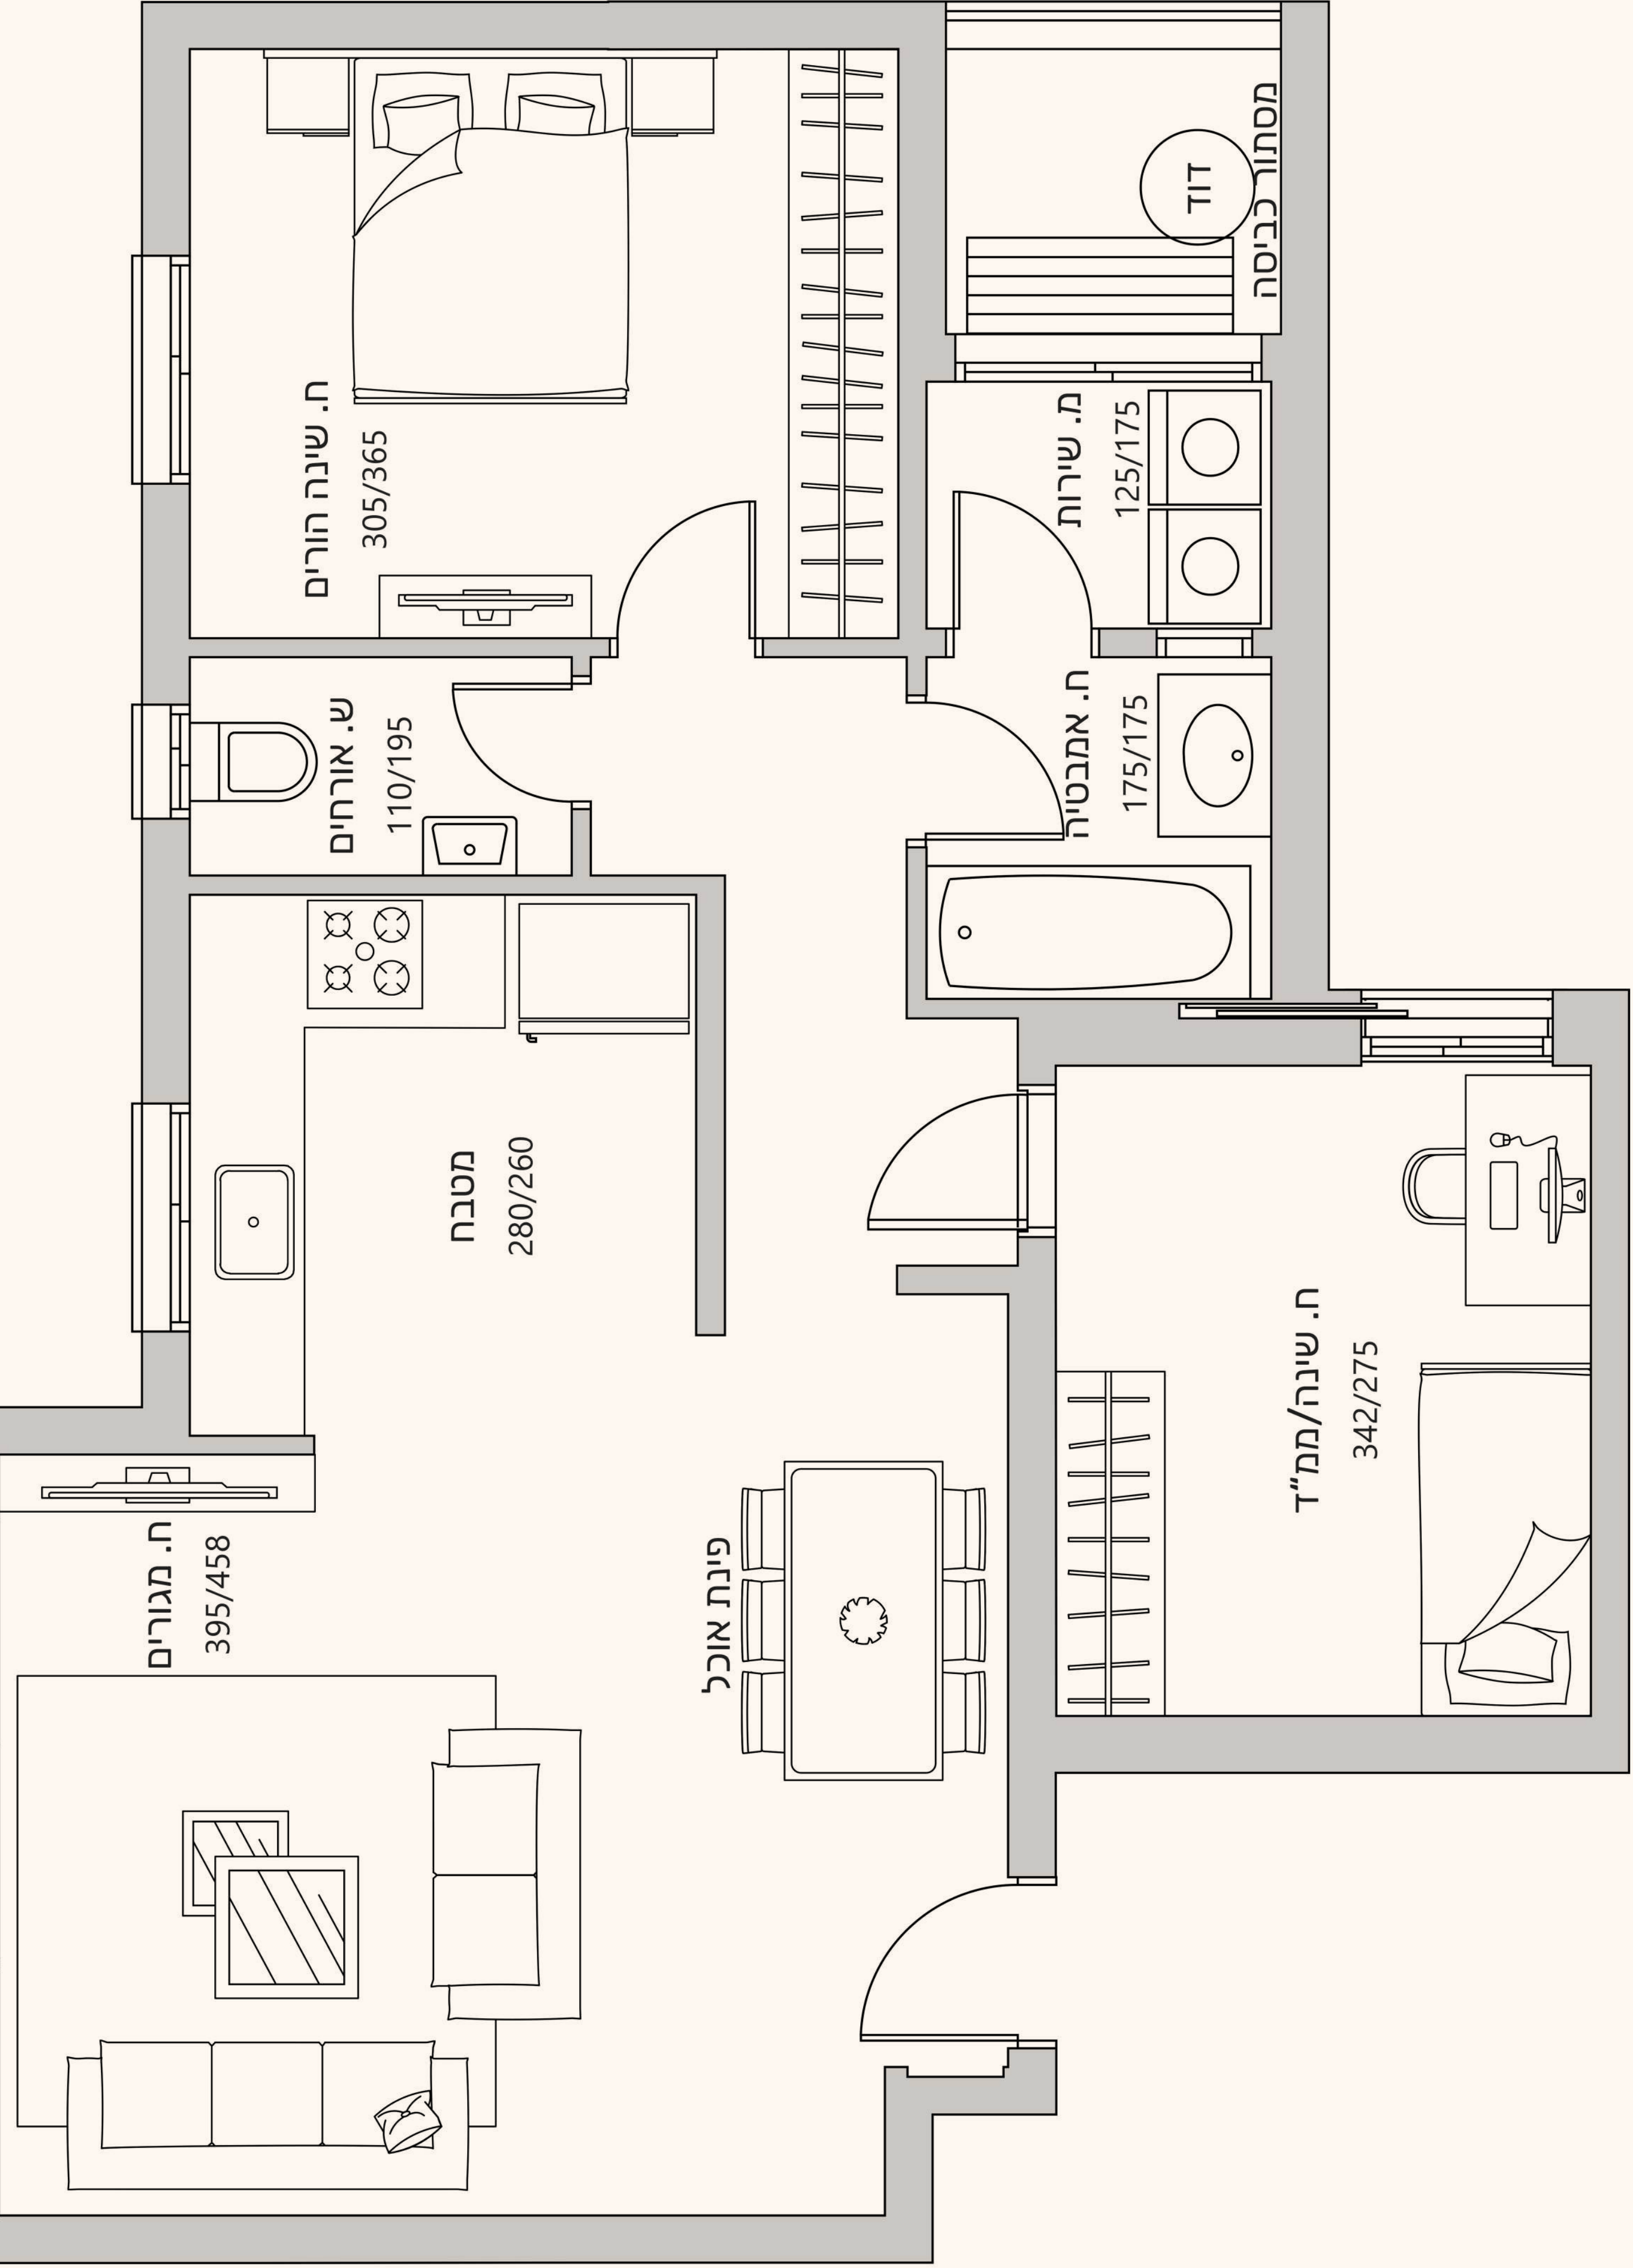 ח. שינה הורים
305/365
דוד
מסתור כביסה
מ. שירות
125/175
ש. אורחים
110/195
ח. אמבטיה
175/175
מטבח
280/260
ח. שינה/ממ״ד
342/275
ח. מגורים
395/458
פינת אוכל